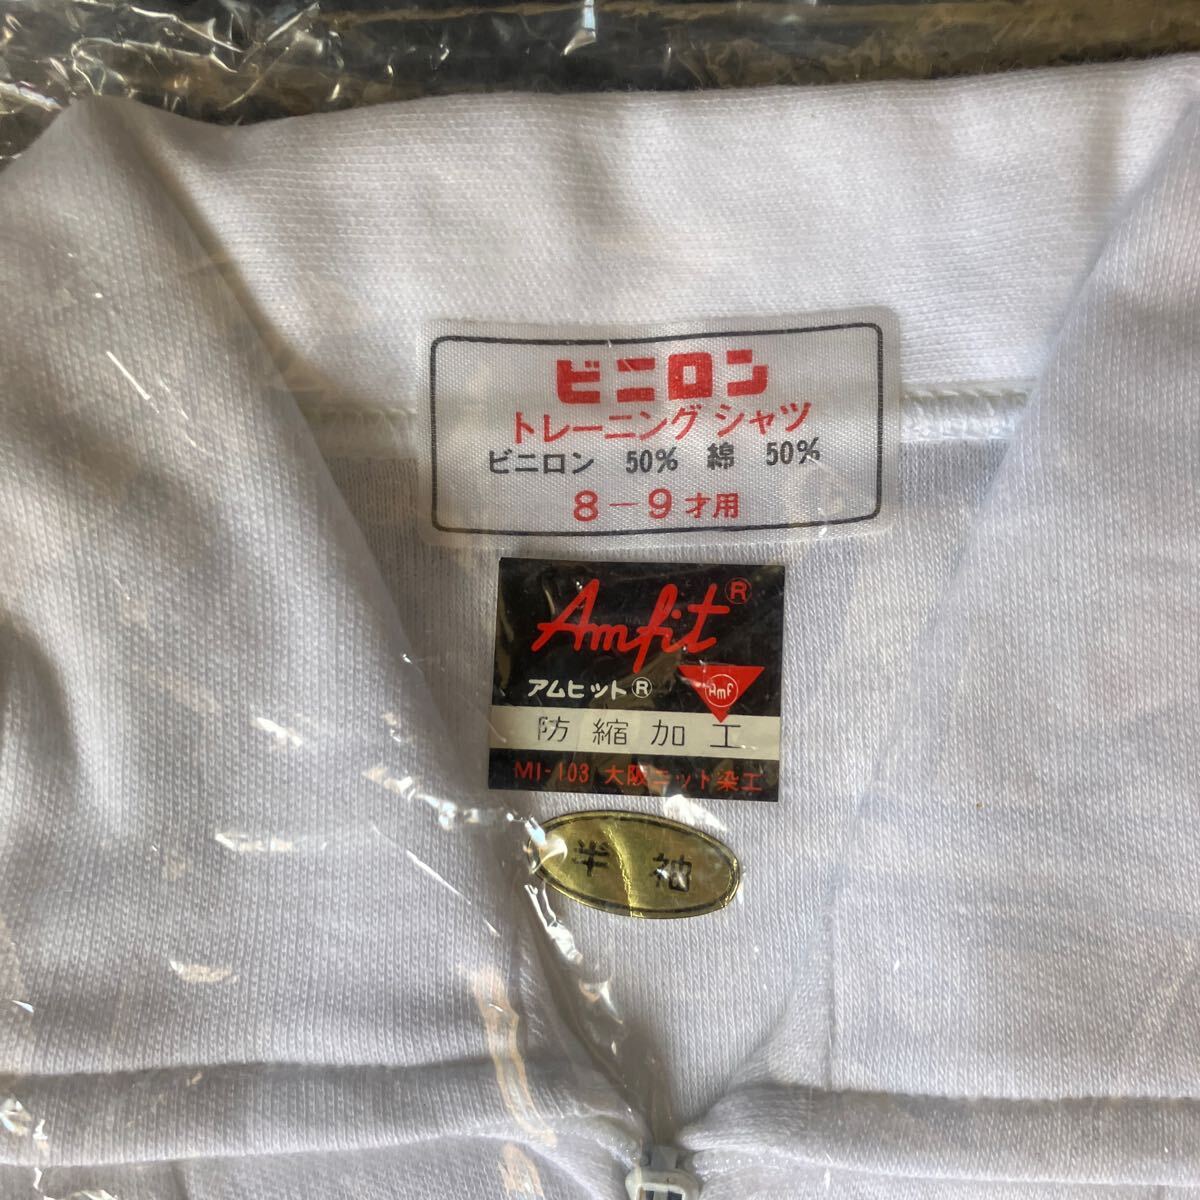 ビニロン
トレーニング シャツ
ビニロン 50% 綿 50%
8-9才用
Amfit®
アムヒット®
Amf
防縮加工
MI-103 大阪ニット染工
半袖